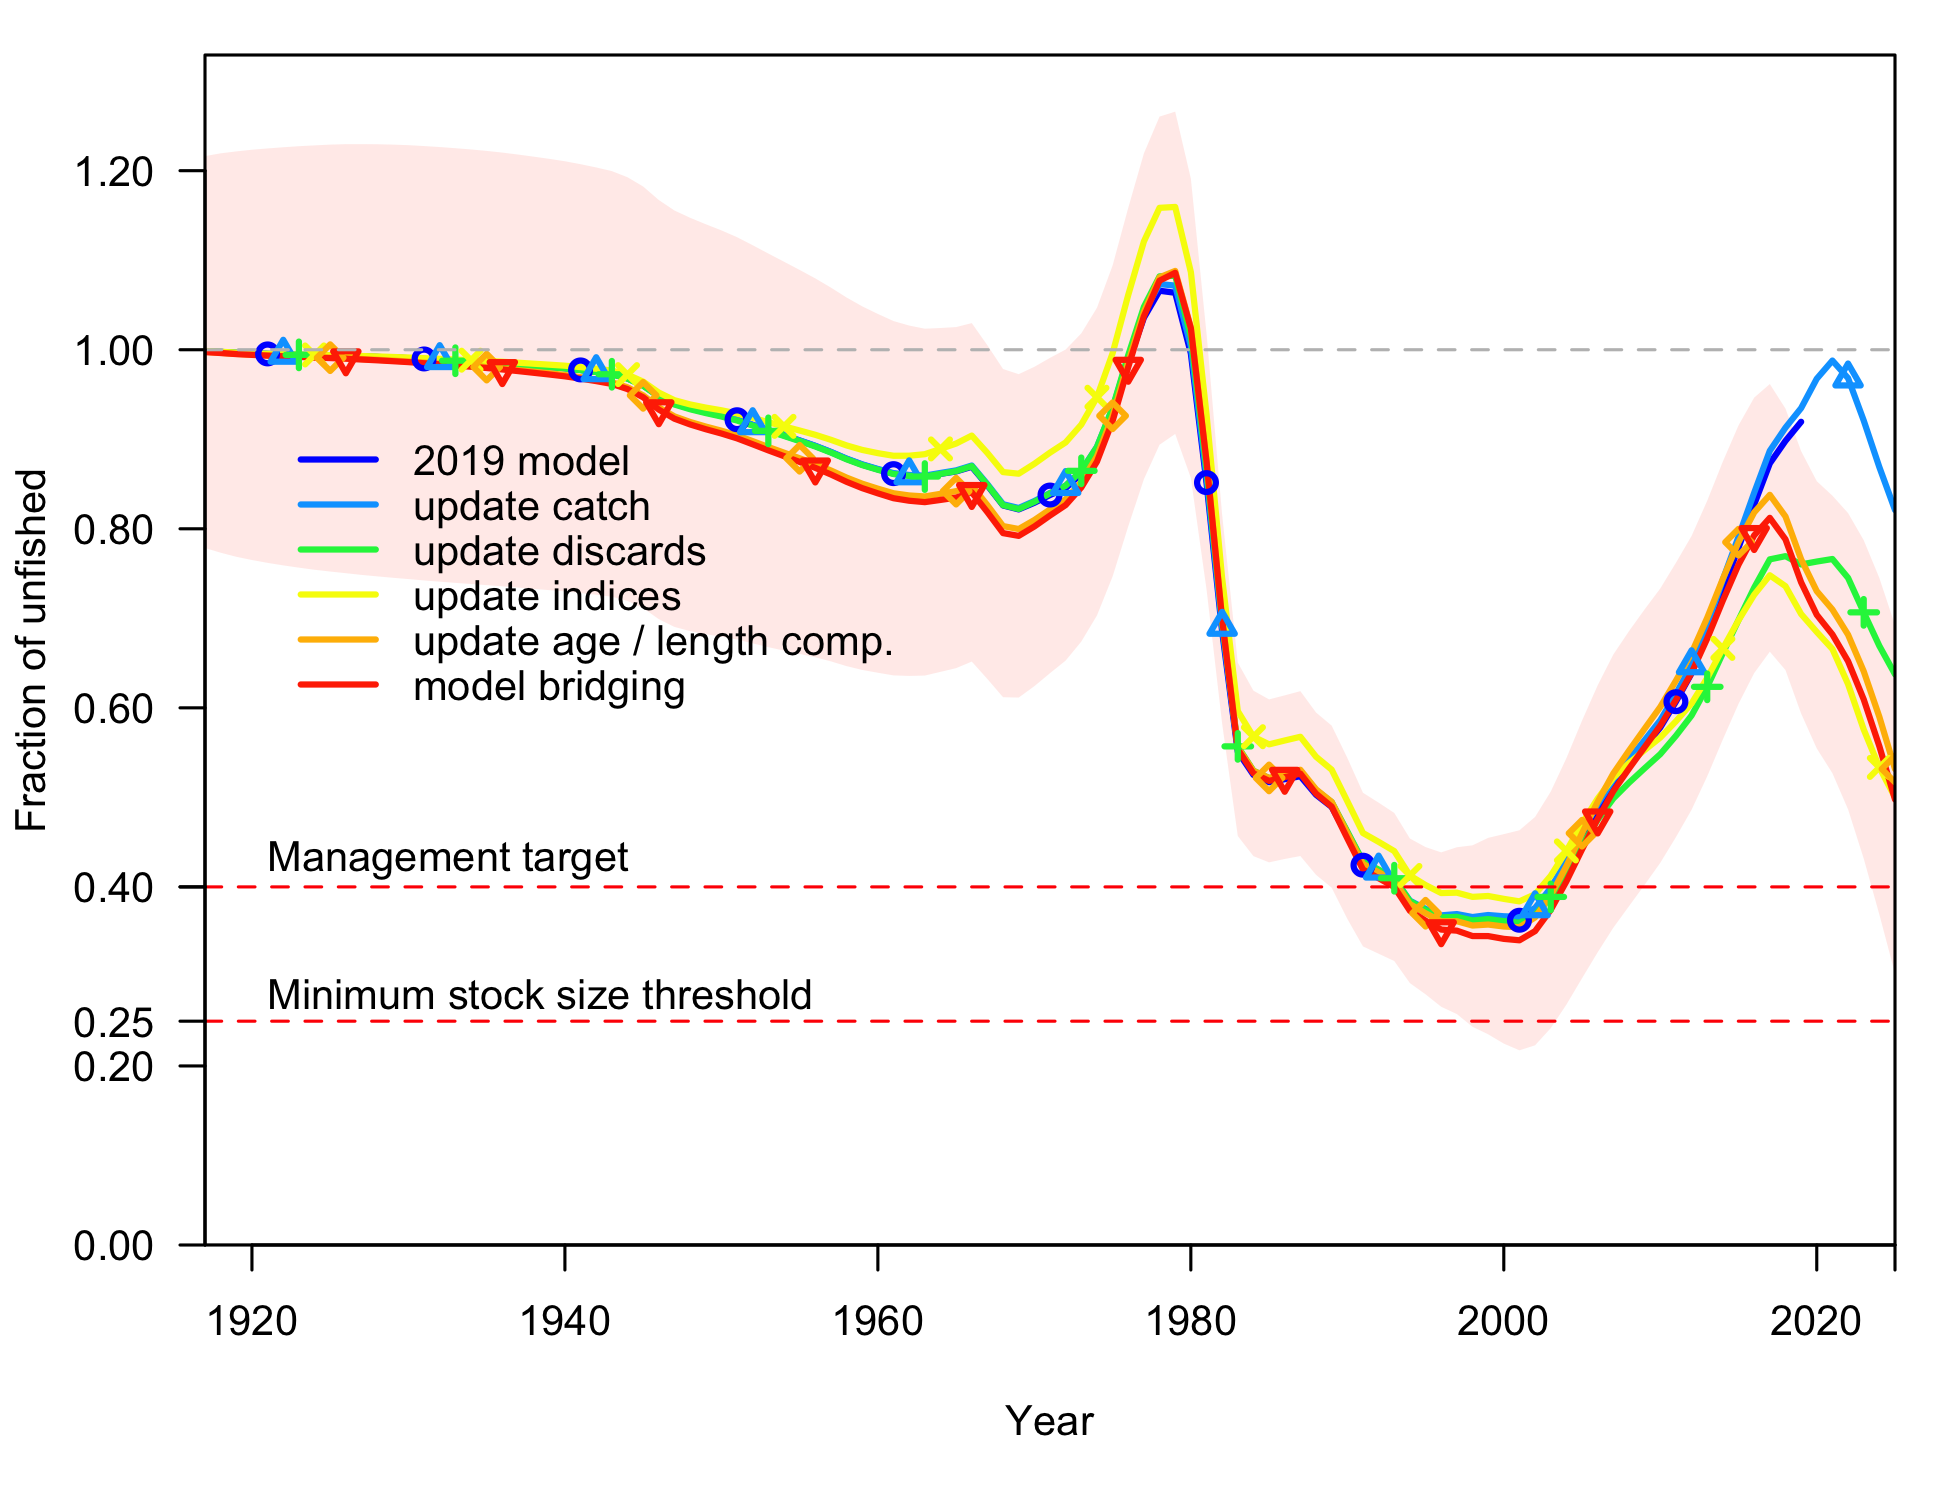 Fraction of unfished
1.20
1.00
0.80
0.60
0.40
0.25
0.20
0.00
2019 model
update catch
update discards
update indices
update age / length comp.
model bridging
Management target
Minimum stock size threshold
1920
1940
1960
1980
2000
2020
Year